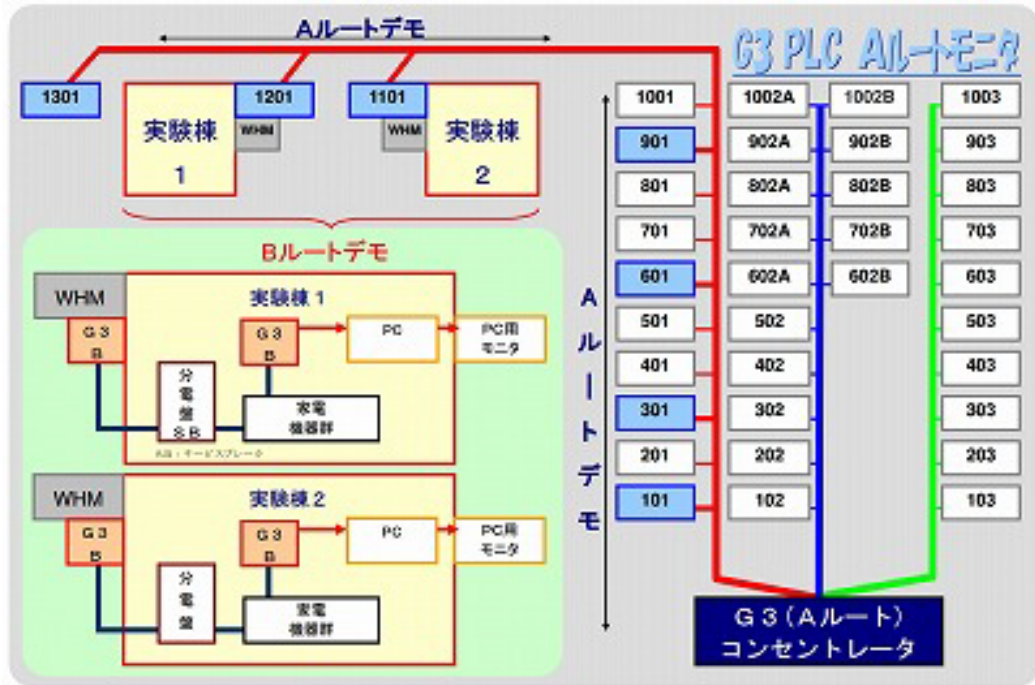 Aルートデモ
G3 PLC Aルートモニタ
1301
1201
1101
WHM
WHM
実験棟
1
実験棟
2
1001
1002A
1002B
1003
901
902A
902B
903
801
802A
802B
803
701
702A
702B
703
601
602A
602B
603
501
502
503
401
402
403
301
302
303
201
202
203
101
102
103
Aルートデモ
G3(Aルート)
コンセントレータ
Bルートデモ
WHM
実験棟1
G3
B
G3
B
PC
PC用
モニタ
分
電
盤
SB
家電
機器群
WHM
実験棟2
G3
B
G3
B
PC
PC用
モニタ
分
電
盤
家電
機器群